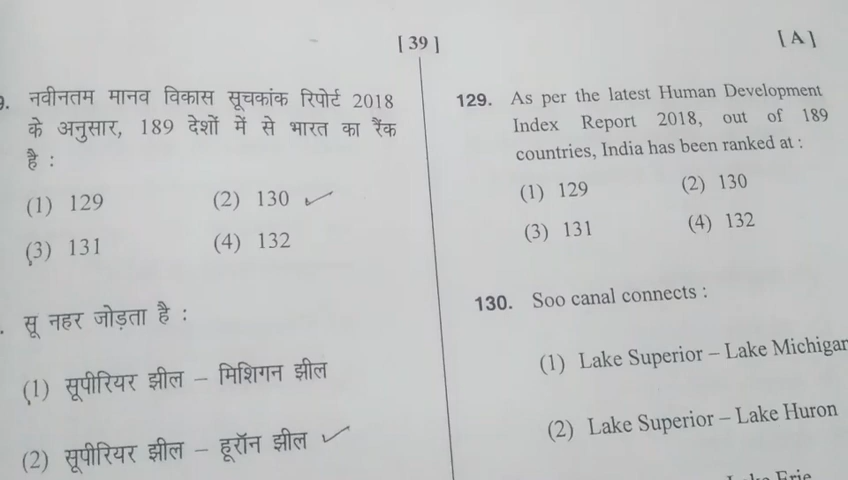 [ 39 ]
[ A ]
9. नवीनतम मानव विकास सूचकांक रिपोर्ट 2018
के अनुसार, 189 देशों में से भारत का रैंक
है :
(1) 129
(2) 130
(3) 131
(4) 132
सू नहर जोड़ता है :
(1) सूपीरियर झील – मिशिगन झील
(2) सूपीरियर झील – हूरॉन झील
129. As per the latest Human Development
Index Report 2018, out of 189
countries, India has been ranked at :
(1) 129
(2) 130
(3) 131
(4) 132
130. Soo canal connects :
(1) Lake Superior – Lake Michigan
(2) Lake Superior – Lake Huron
Erie